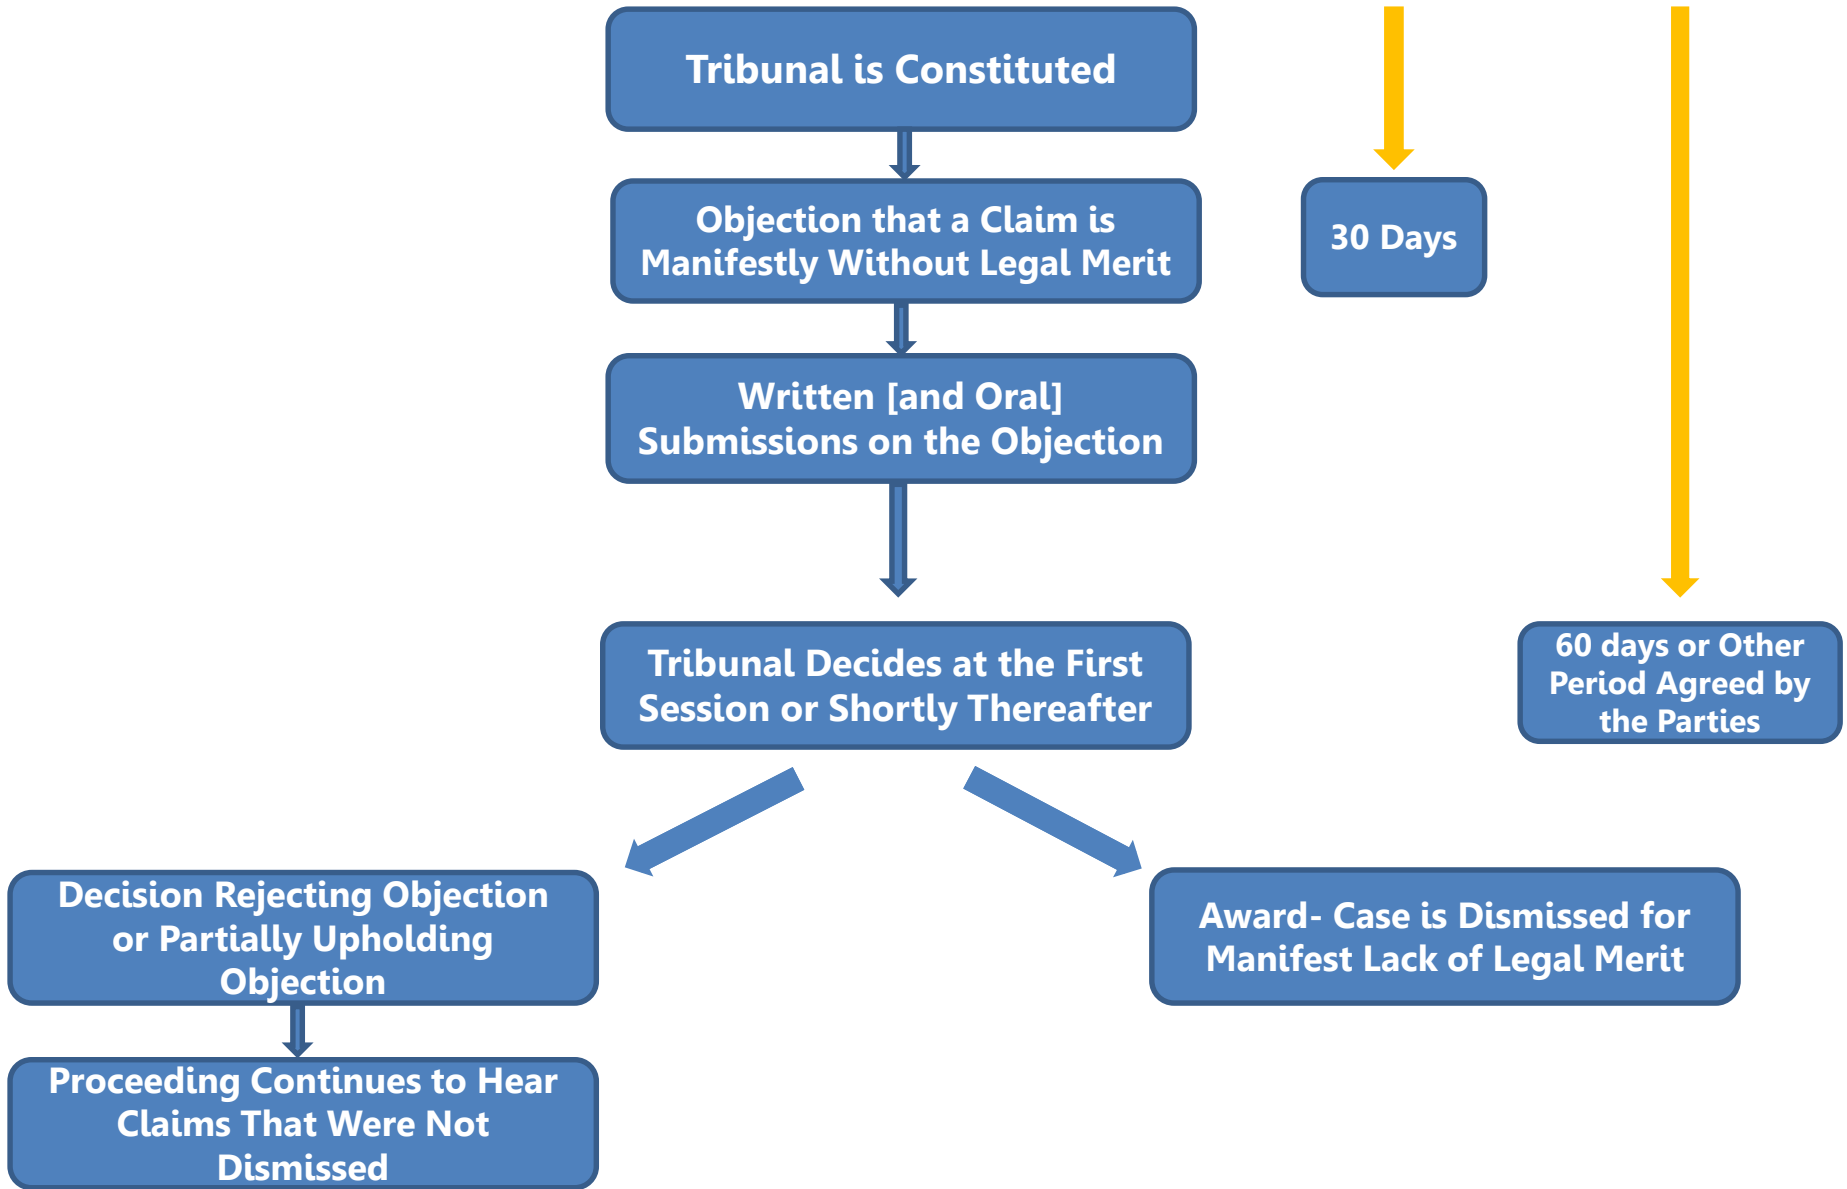 Tribunal is Constituted
Objection that a Claim is
Manifestly Without Legal Merit
30 Days
Written [and Oral]
Submissions on the Objection
Tribunal Decides at the First
Session or Shortly Thereafter
60 days or Other
Period Agreed by
the Parties
Decision Rejecting Objection
or Partially Upholding
Objection
Award- Case is Dismissed for
Manifest Lack of Legal Merit
Proceeding Continues to Hear
Claims That Were Not
Dismissed